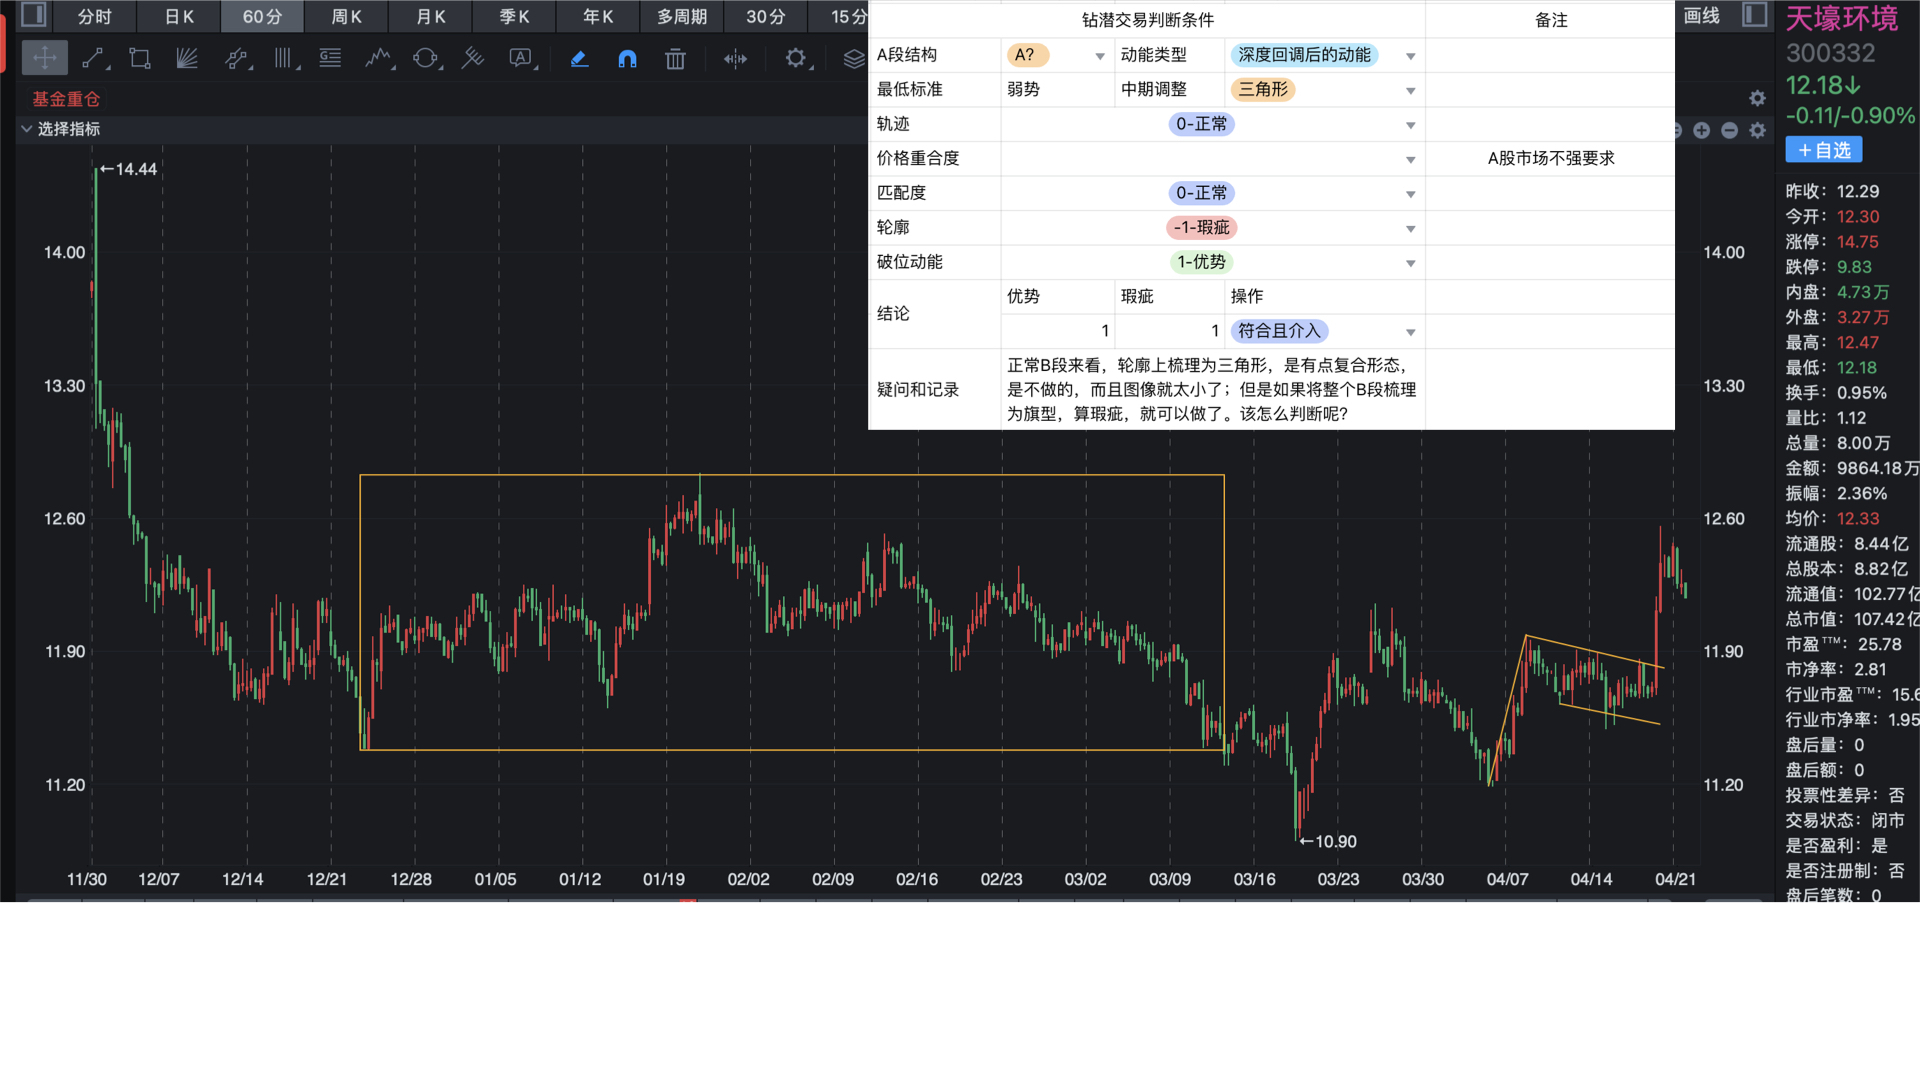 分时 日K 60分 周K 月K 季K 年K 多周期 30分 15分
画线
基金重仓
选择指标
钻潜交易判断条件 备注
A段结构 A? 动能类型 深度回调后的动能
最低标准 弱势 中期调整 三角形
轨迹 0-正常
价格重合度 A股市场不强要求
匹配度 0-正常
轮廓 -1-瑕疵
破位动能 1-优势
结论 优势 瑕疵 操作
1 1 符合且介入
疑问和记录
正常B段来看，轮廓上梳理为三角形，是有点复合形态，
是不做的，而且图像就太小了；但是如果将整个B段梳理
为旗型，算瑕疵，就可以做了。该怎么判断呢?
←14.44
14.00 14.00
13.30 13.30
12.60 12.60
11.90 11.90
11.20 11.20
←10.90
11/30 12/07 12/14 12/21 12/28 01/05 01/12 01/19 02/02 02/09 02/16 02/23 03/02 03/09 03/16 03/23 03/30 04/07 04/14 04/21
天壕环境
300332
12.18↓
-0.11/-0.90%
＋自选
昨收：12.29
今开：12.30
涨停：14.75
跌停：9.83
内盘：4.73万
外盘：3.27万
最高：12.47
最低：12.18
换手：0.95%
量比：1.12
总量：8.00万
金额：9864.18万
振幅：2.36%
均价：12.33
流通股：8.44亿
总股本：8.82亿
流通值：102.77亿
总市值：107.42亿
市盈TTM：25.78
市净率：2.81
行业市盈TTM：15.6
行业市净率：1.95
盘后量：0
盘后额：0
投票性差异：否
交易状态：闭市
是否盈利：是
是否注册制：否
盘后笔数：0